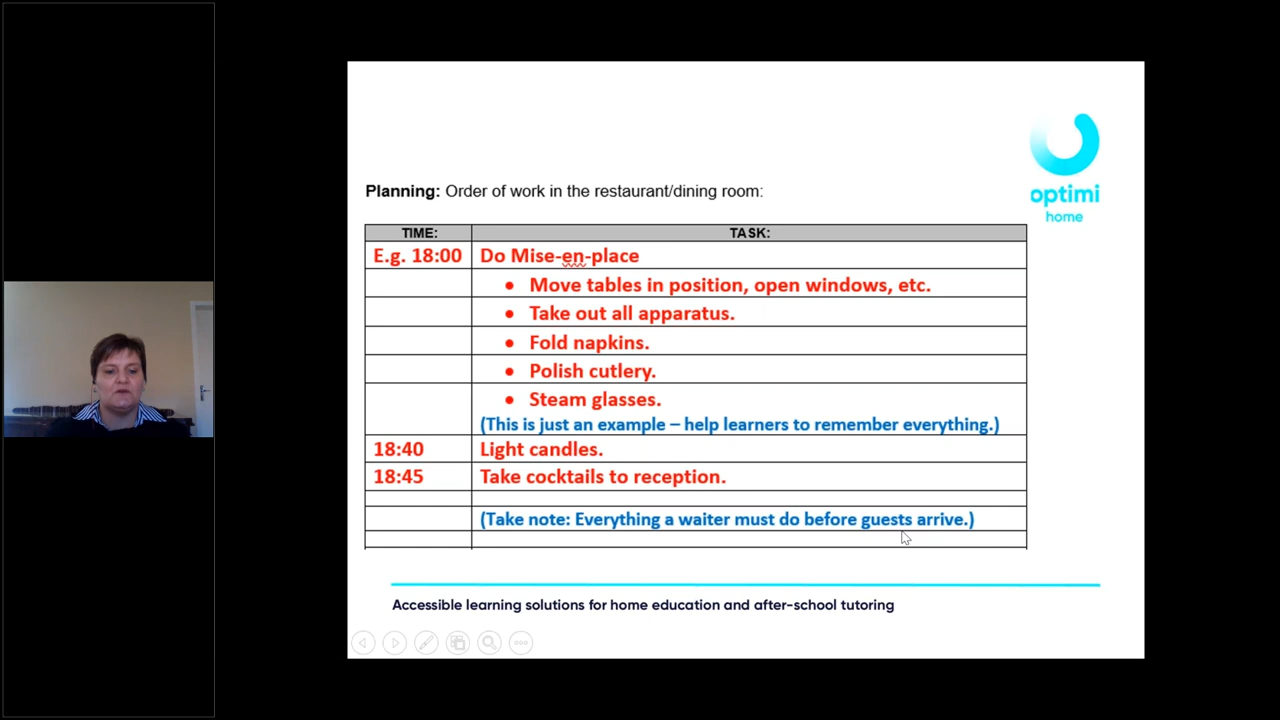 optimi
home
Planning: Order of work in the restaurant/dining room:
TIME: TASK:
E.g. 18:00 Do Mise-en-place
• Move tables in position, open windows, etc.
• Take out all apparatus.
• Fold napkins.
• Polish cutlery.
• Steam glasses.
(This is just an example – help learners to remember everything.)
18:40 Light candles.
18:45 Take cocktails to reception.
(Take note: Everything a waiter must do before guests arrive.)
Accessible learning solutions for home education and after-school tutoring